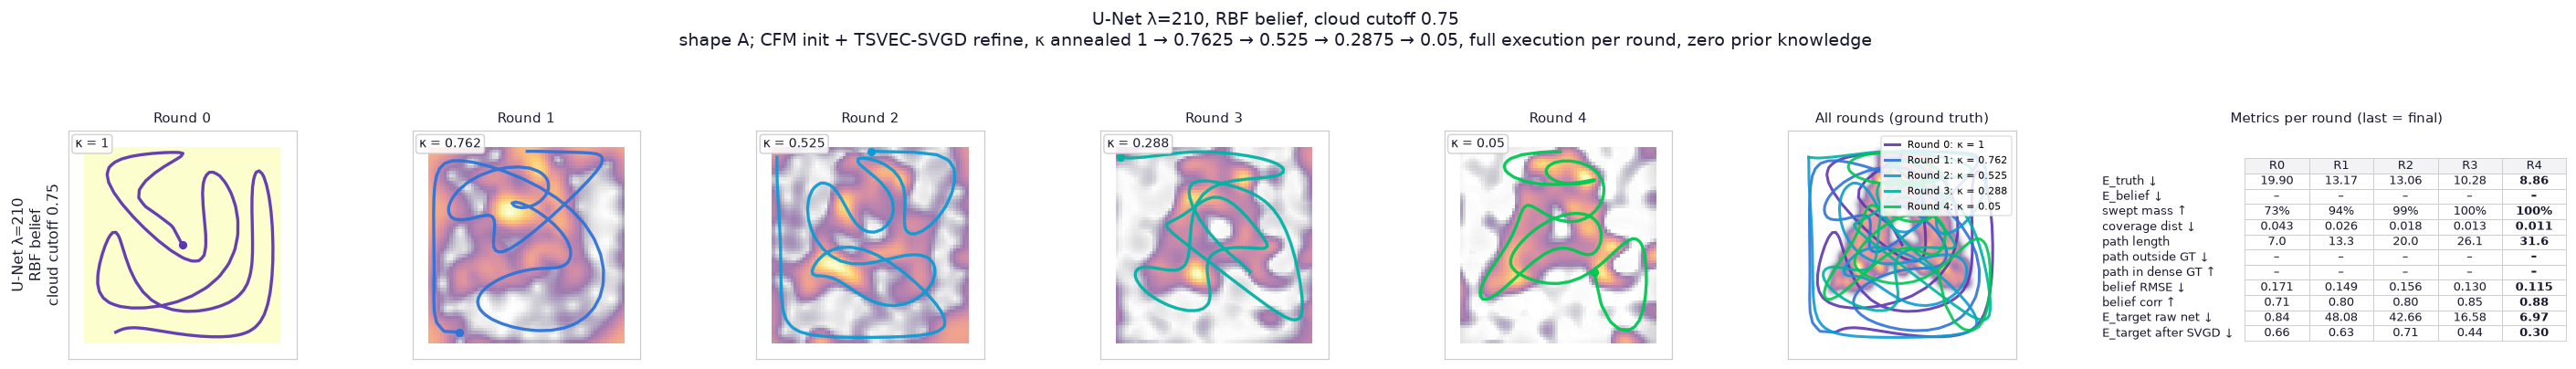 U-Net λ=210, RBF belief, cloud cutoff 0.75
shape A; CFM init + TSVEC-SVGD refine, κ annealed 1 → 0.7625 → 0.525 → 0.2875 → 0.05, full execution per round, zero prior knowledge
U-Net λ=210
RBF belief
cloud cutoff 0.75
Round 0
κ = 1
Round 1
κ = 0.762
Round 2
κ = 0.525
Round 3
κ = 0.288
Round 4
κ = 0.05
All rounds (ground truth)
Round 0: κ = 1
Round 1: κ = 0.762
Round 2: κ = 0.525
Round 3: κ = 0.288
Round 4: κ = 0.05
Metrics per round (last = final)
R0 R1 R2 R3 R4
E_truth ↓ 19.90 13.17 13.06 10.28 8.86
E_belief ↓ – – – – –
swept mass ↑ 73% 94% 99% 100% 100%
coverage dist ↓ 0.043 0.026 0.018 0.013 0.011
path length 7.0 13.3 20.0 26.1 31.6
path outside GT ↓ – – – – –
path in dense GT ↑ – – – – –
belief RMSE ↓ 0.171 0.149 0.156 0.130 0.115
belief corr ↑ 0.71 0.80 0.80 0.85 0.88
E_target raw net ↓ 0.84 48.08 42.66 16.58 6.97
E_target after SVGD ↓ 0.66 0.63 0.71 0.44 0.30